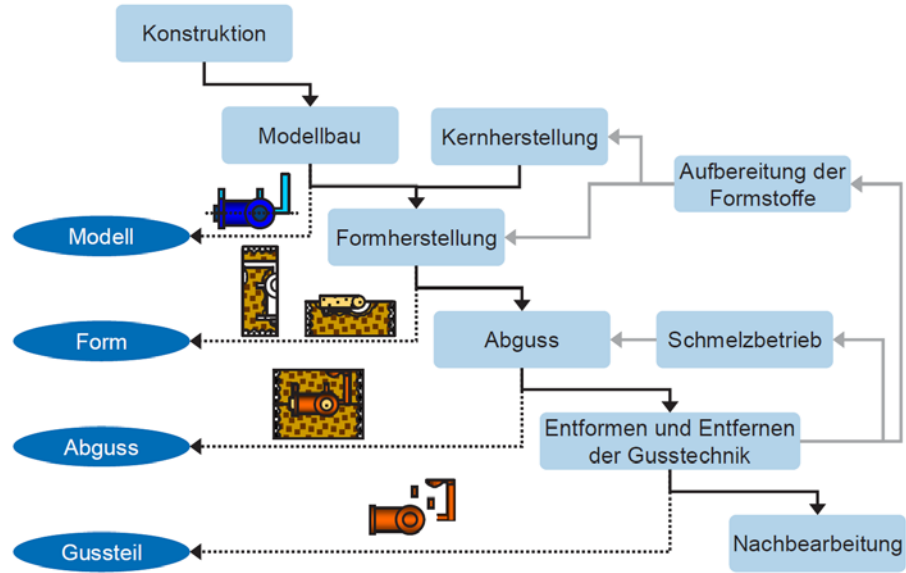 Konstruktion
Modellbau
Kernherstellung
Aufbereitung der
Formstoffe
Modell
Formherstellung
Form
Abguss
Schmelzbetrieb
Abguss
Entformen und Entfernen
der Gusstechnik
Gussteil
Nachbearbeitung